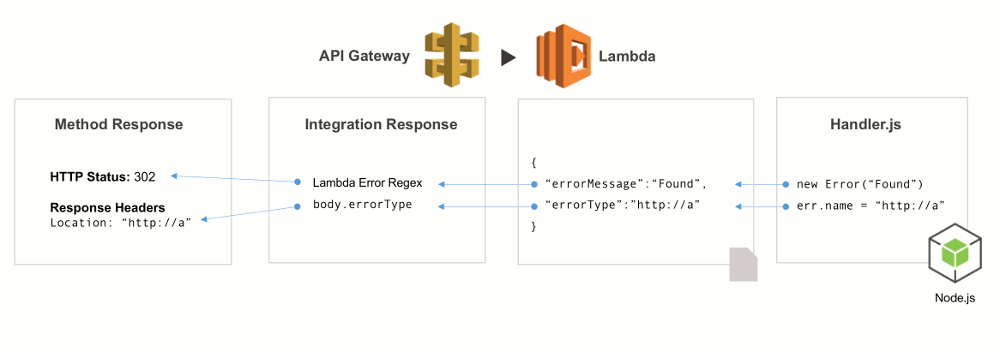 API Gateway
Lambda
Method Response
HTTP Status: 302
Response Headers
Location: “http://a”
Integration Response
Lambda Error Regex
body.errorType
{
“errorMessage”:“Found”,
“errorType”:”http://a”
}
Handler.js
new Error(“Found”)
err.name = “http://a”
Node.js